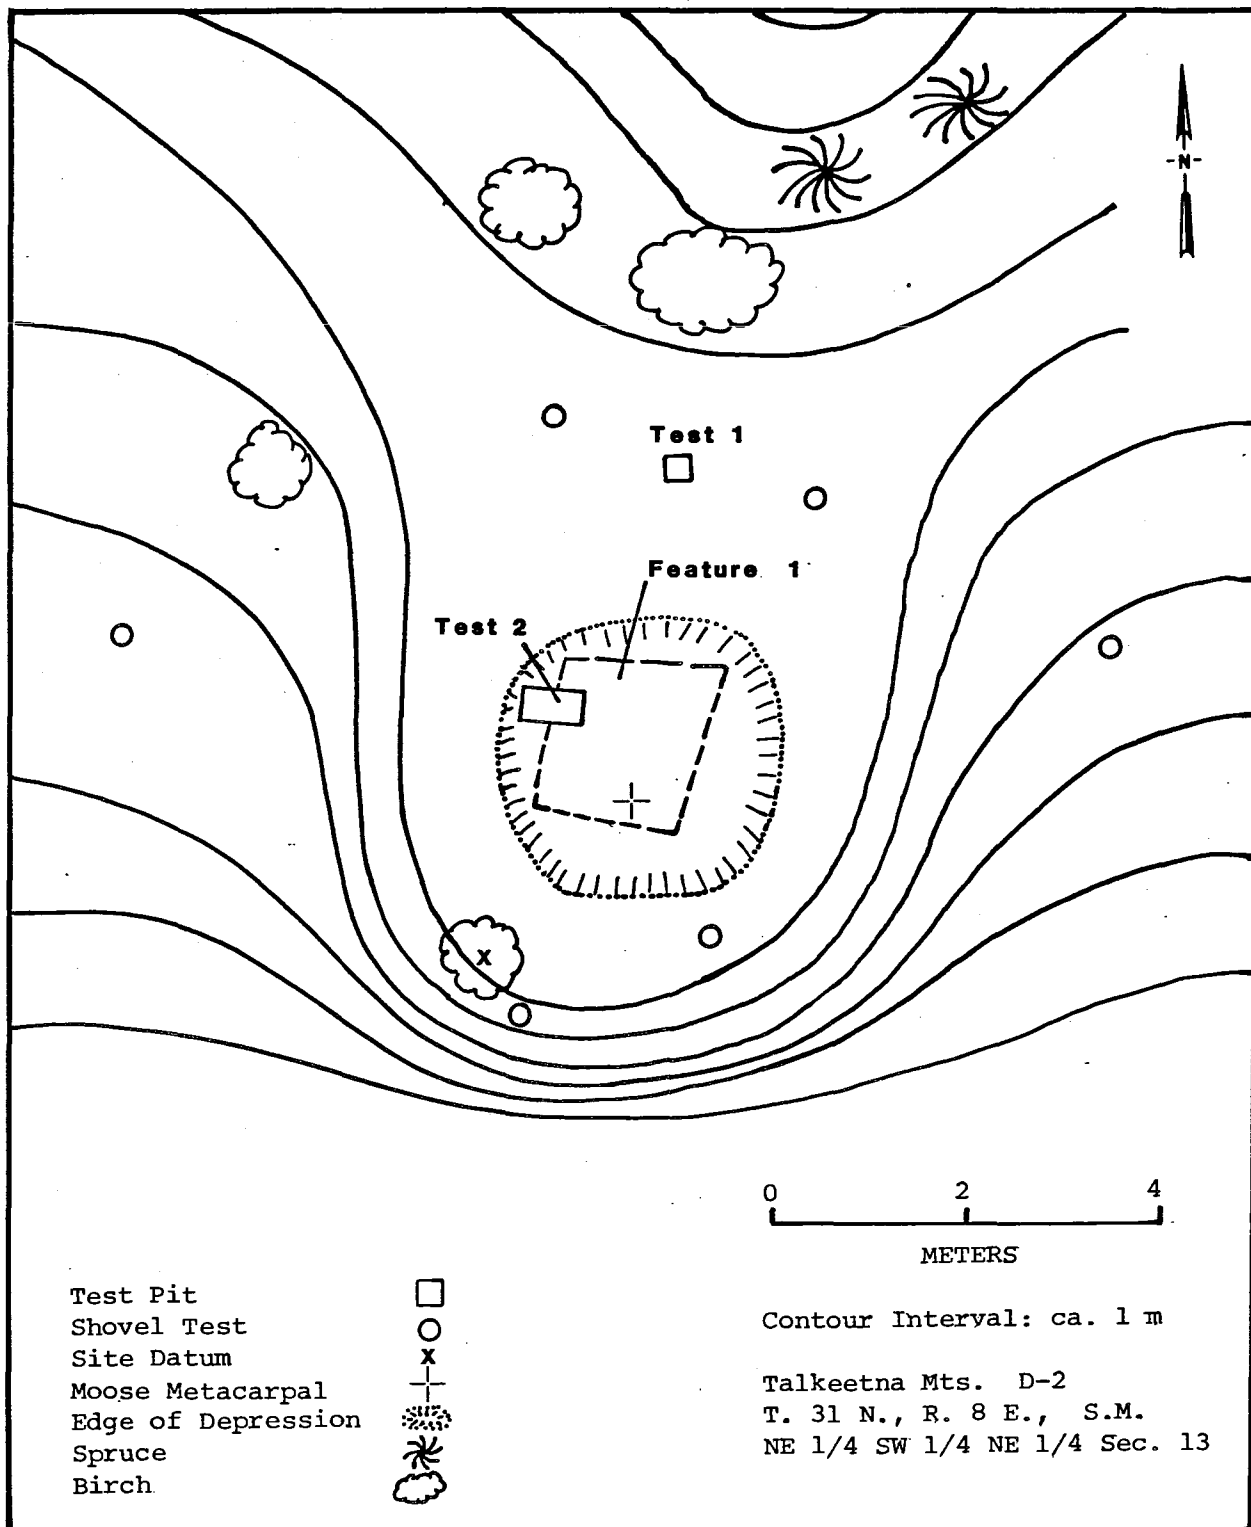 -N-
Test 1
Feature 1
Test 2
x
0 2 4
METERS
Test Pit
Shovel Test
Site Datum x
Moose Metacarpal
Edge of Depression
Spruce
Birch
Contour Interval: ca. 1 m
Talkeetna Mts. D-2
T. 31 N., R. 8 E., S.M.
NE 1/4 SW 1/4 NE 1/4 Sec. 13